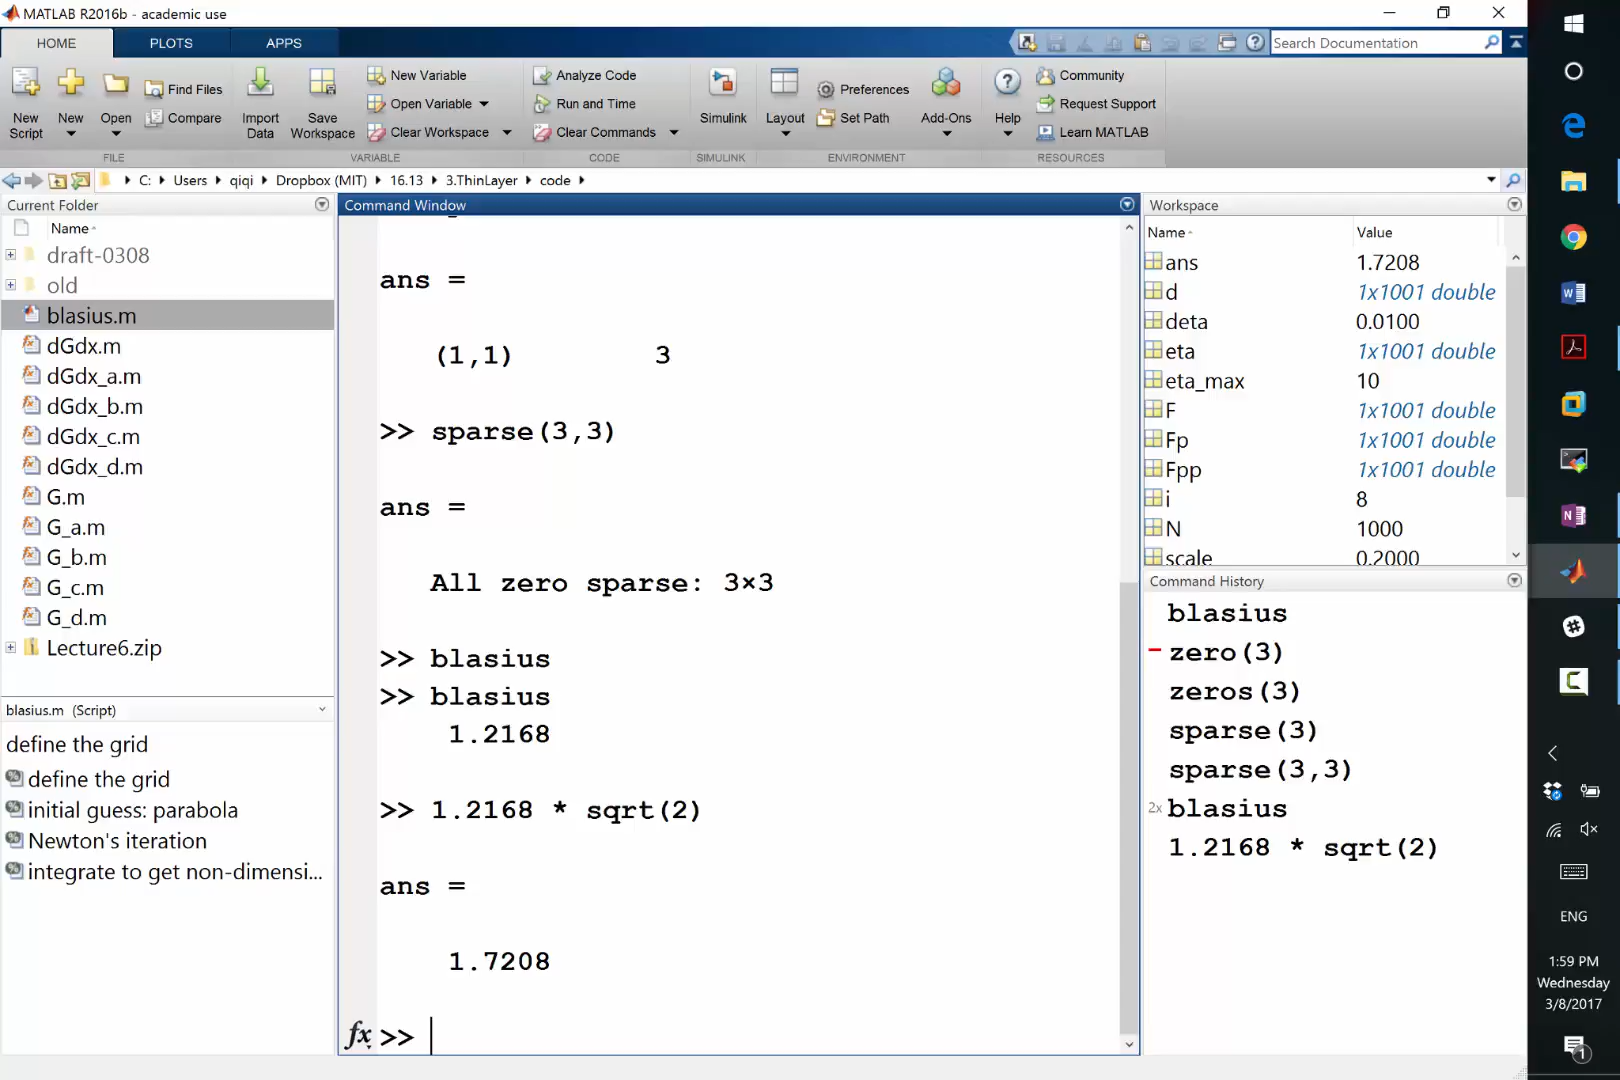 MATLAB R2016b - academic use
HOME PLOTS APPS
Search Documentation
New Script
New
Open
Find Files
Compare
Import Data
Save Workspace
New Variable
Open Variable
Clear Workspace
Analyze Code
Run and Time
Clear Commands
Simulink
Layout
Preferences
Set Path
Add-Ons
Help
Community
Request Support
Learn MATLAB
FILE VARIABLE CODE SIMULINK ENVIRONMENT RESOURCES
C: Users qiqi Dropbox (MIT) 16.13 3.ThinLayer code
Current Folder
Name
draft-0308
old
blasius.m
dGdx.m
dGdx_a.m
dGdx_b.m
dGdx_c.m
dGdx_d.m
G.m
G_a.m
G_b.m
G_c.m
G_d.m
Lecture6.zip
blasius.m (Script)
define the grid
define the grid
initial guess: parabola
Newton's iteration
integrate to get non-dimensi...
Command Window
ans =
(1,1) 3
>> sparse(3,3)
ans =
All zero sparse: 3×3
>> blasius
>> blasius
1.2168
>> 1.2168 * sqrt(2)
ans =
1.7208
fx >>
Workspace
Name Value
ans 1.7208
d 1x1001 double
deta 0.0100
eta 1x1001 double
eta_max 10
F 1x1001 double
Fp 1x1001 double
Fpp 1x1001 double
i 8
N 1000
scale 0.2000
Command History
blasius
zero(3)
zeros(3)
sparse(3)
sparse(3,3)
2x blasius
1.2168 * sqrt(2)
ENG
1:59 PM
Wednesday
3/8/2017
1